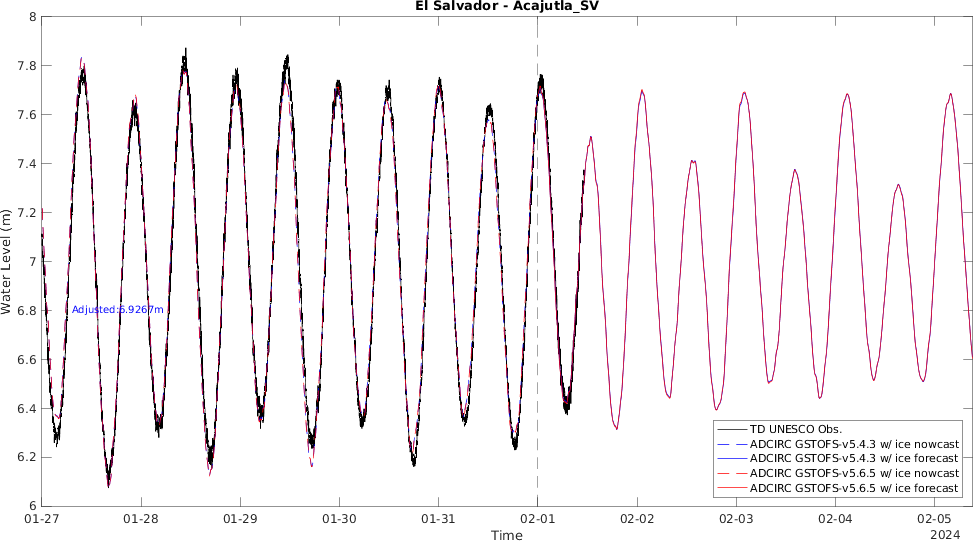 El Salvador - Acajutla_SV
8
7.8
7.6
7.4
7.2
7
6.8
6.6
6.4
6.2
6
Water Level (m)
Adjusted:6.9267m
TD UNESCO Obs.
ADCIRC GSTOFS-v5.4.3 w/ ice nowcast
ADCIRC GSTOFS-v5.4.3 w/ ice forecast
ADCIRC GSTOFS-v5.6.5 w/ ice nowcast
ADCIRC GSTOFS-v5.6.5 w/ ice forecast
01-27 01-28 01-29 01-30 01-31 02-01 02-02 02-03 02-04 02-05
Time 2024